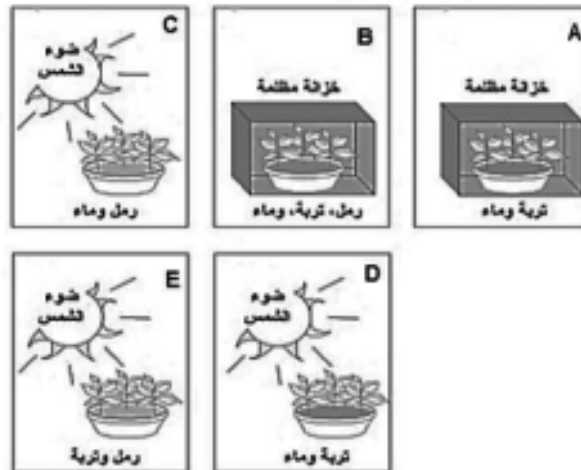 A
خزانة مظلمة
تربة وماء
B
خزانة مظلمة
رمل، تربة، وماء
C
ضوء
الشمس
رمل وماء
D
ضوء
الشمس
تربة وماء
E
ضوء
الشمس
رمل وتربة